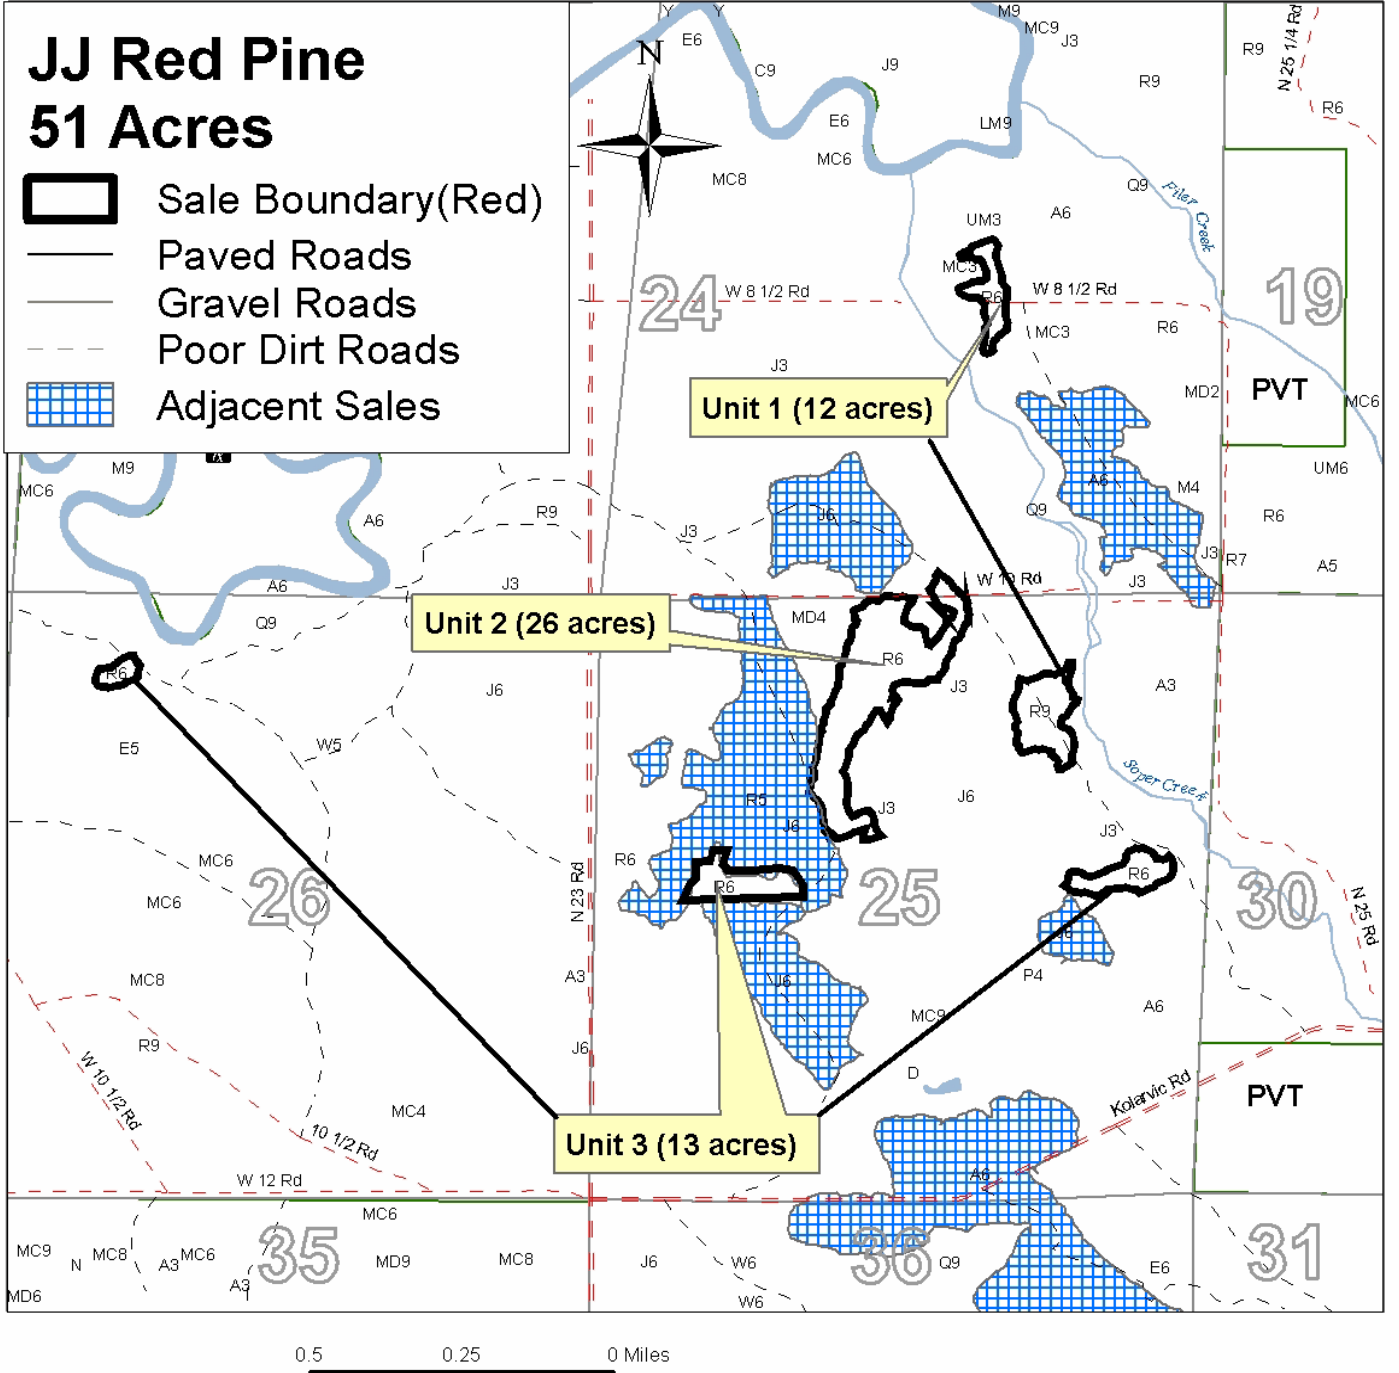 JJ Red Pine
51 Acres
Sale Boundary(Red)
Paved Roads
Gravel Roads
Poor Dirt Roads
Adjacent Sales
N
Y
Y
E6
M9
MC9
J3
R9
N 25 1/4 Rd
C9
J9
R9
R6
E6
LM9
MC6
MC8
Q9
Filer Creek
UM3
A6
MC3
24
W 8 1/2 Rd
R6
W 8 1/2 Rd
19
MC3
R6
J3
MD2
PVT
MC6
Unit 1 (12 acres)
M9
UM6
MC6
A6
M4
R9
J6
Q9
R6
A6
J3
J3
R7
A5
A6
J3
J3
Q9
Unit 2 (26 acres)
MD4
R6
R6
J6
J3
A3
R9
E5
W5
Soper Creek
R5
J6
J6
J3
J3
MC6
R6
R6
R6
26
MC6
N 23 Rd
25
30
N 25 Rd
MC8
A3
J6
P4
A6
MC9
R9
J6
D
W 10 1/2 Rd
MC4
Kolarvic Rd
PVT
10 1/2 Rd
Unit 3 (13 acres)
W 12 Rd
A6
MC6
35
36
31
MC9
N
MC8
A3
MC6
MD9
MC8
J6
W6
Q9
E6
A3
MD6
W6
0.5
0.25
0 Miles